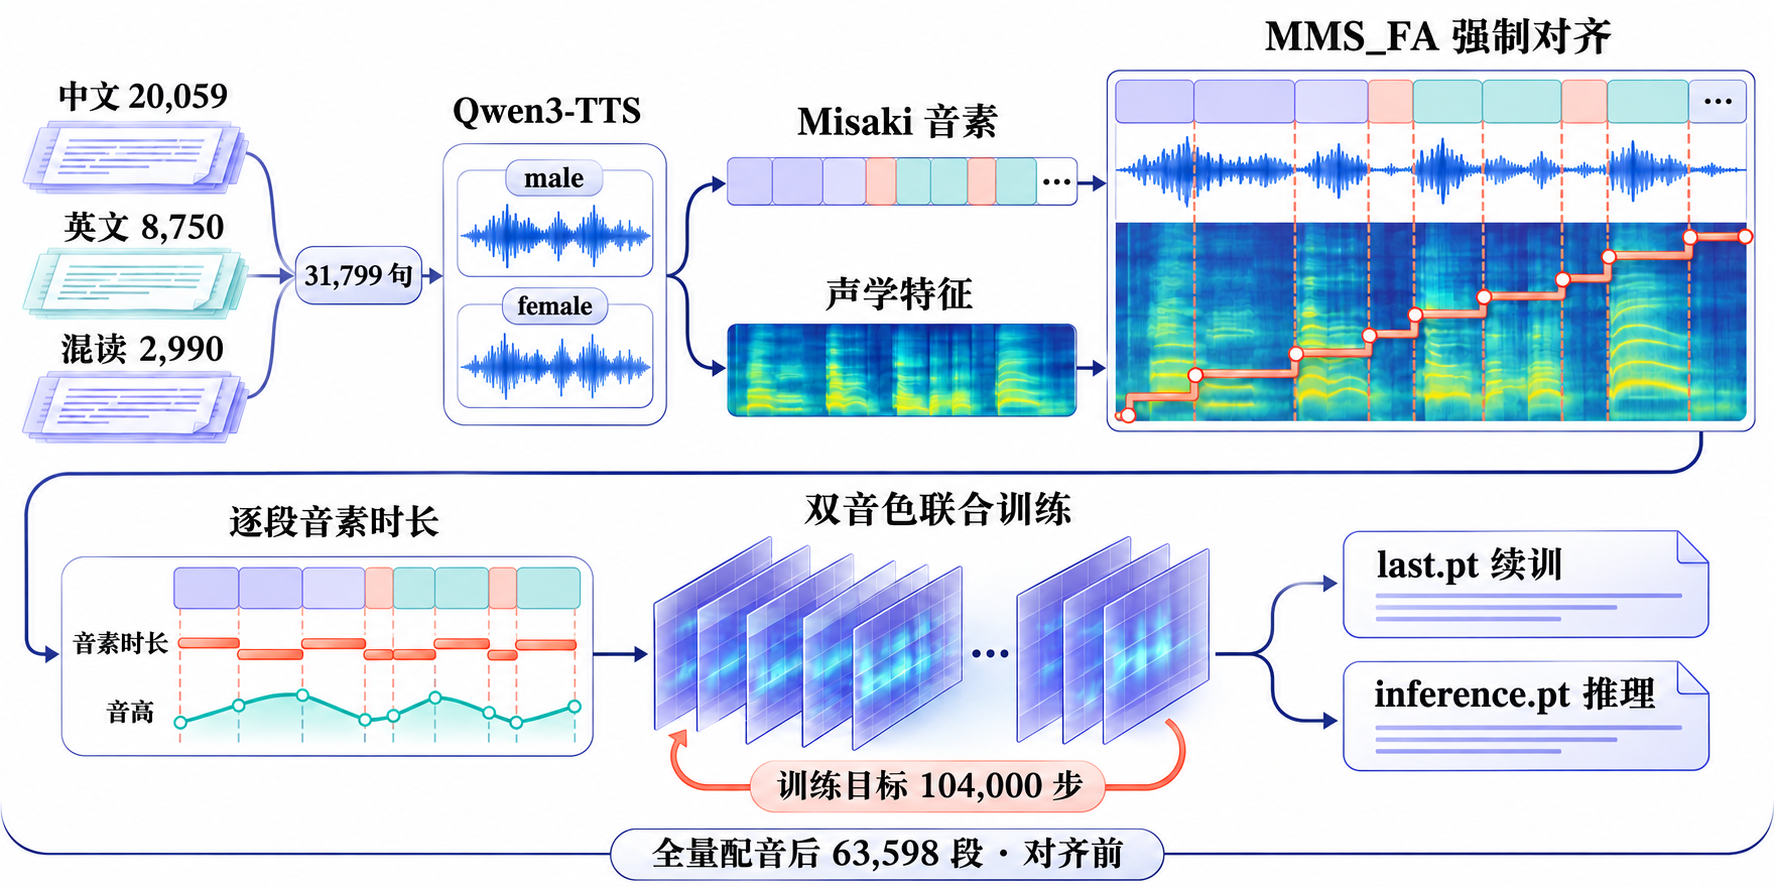 中文 20,059
英文 8,750
混读 2,990
31,799 句
Qwen3-TTS
male
female
Misaki 音素
...
声学特征
MMS_FA 强制对齐
...
逐段音素时长
音素时长
音高
双音色联合训练
...
训练目标 104,000 步
last.pt 续训
inference.pt 推理
全量配音后 63,598 段 · 对齐前